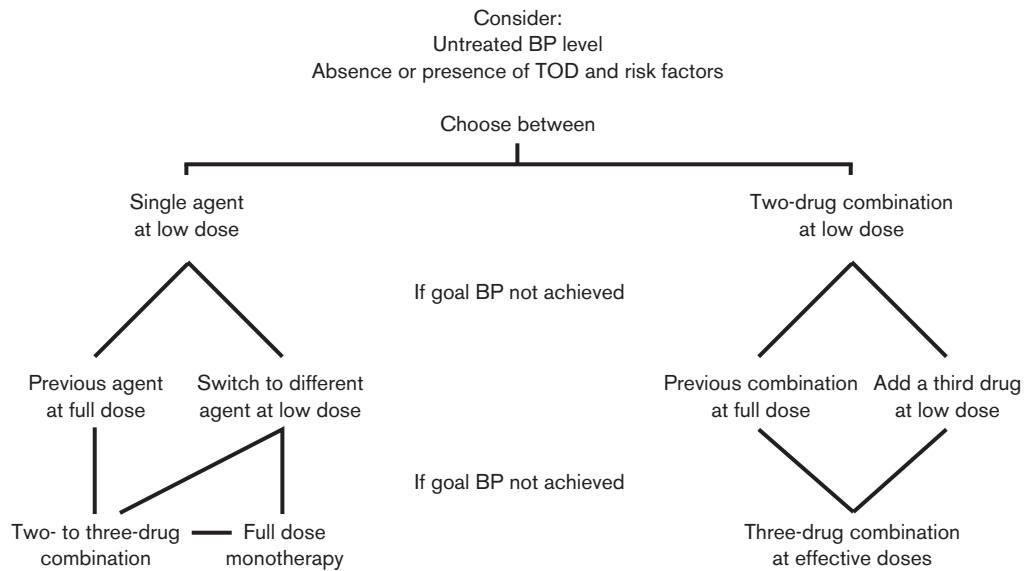 Consider:
Untreated BP level
Absence or presence of TOD and risk factors
Choose between
Single agent
at low dose
Two-drug combination
at low dose
If goal BP not achieved
Previous agent
at full dose
Switch to different
agent at low dose
Previous combination
at full dose
Add a third drug
at low dose
If goal BP not achieved
Two- to three-drug
combination
Full dose
monotherapy
Three-drug combination
at effective doses